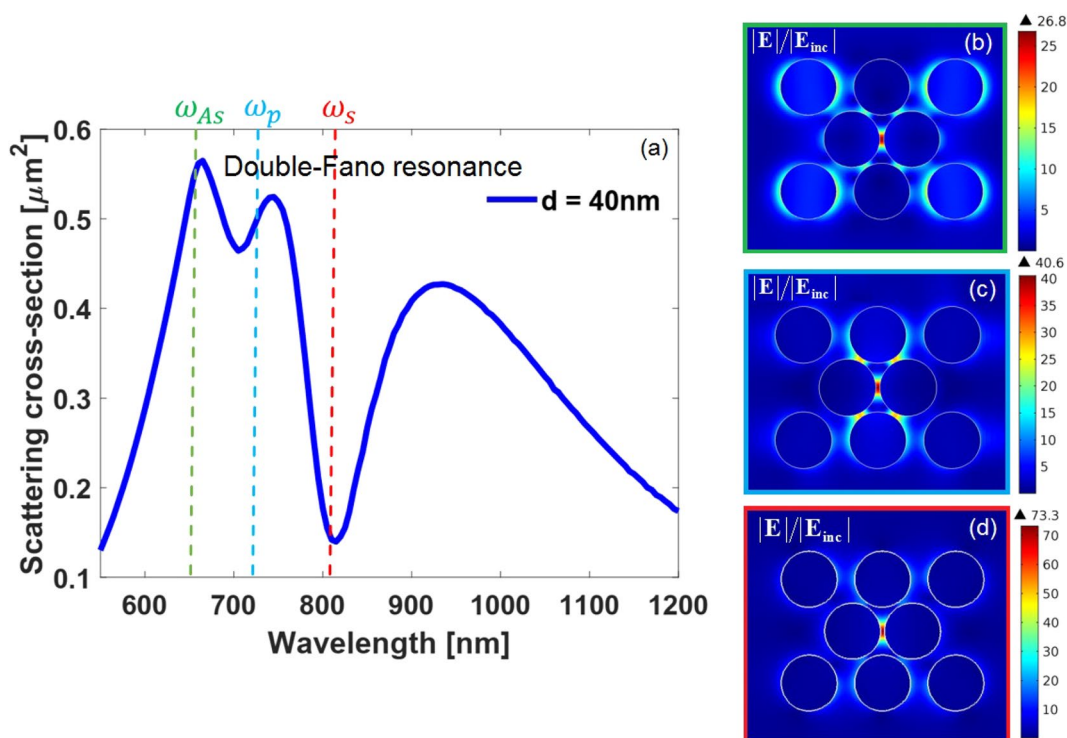 ω_As ω_p ω_s
(a)
Double-Fano resonance
d = 40nm
Scattering cross-section [μm²]
0.6
0.5
0.4
0.3
0.2
0.1
600 700 800 900 1000 1100 1200
Wavelength [nm]
|E|/|E_inc| (b)
▲ 26.8
25
20
15
10
5
|E|/|E_inc| (c)
▲ 40.6
40
35
30
25
20
15
10
5
|E|/|E_inc| (d)
▲ 73.3
70
60
50
40
30
20
10